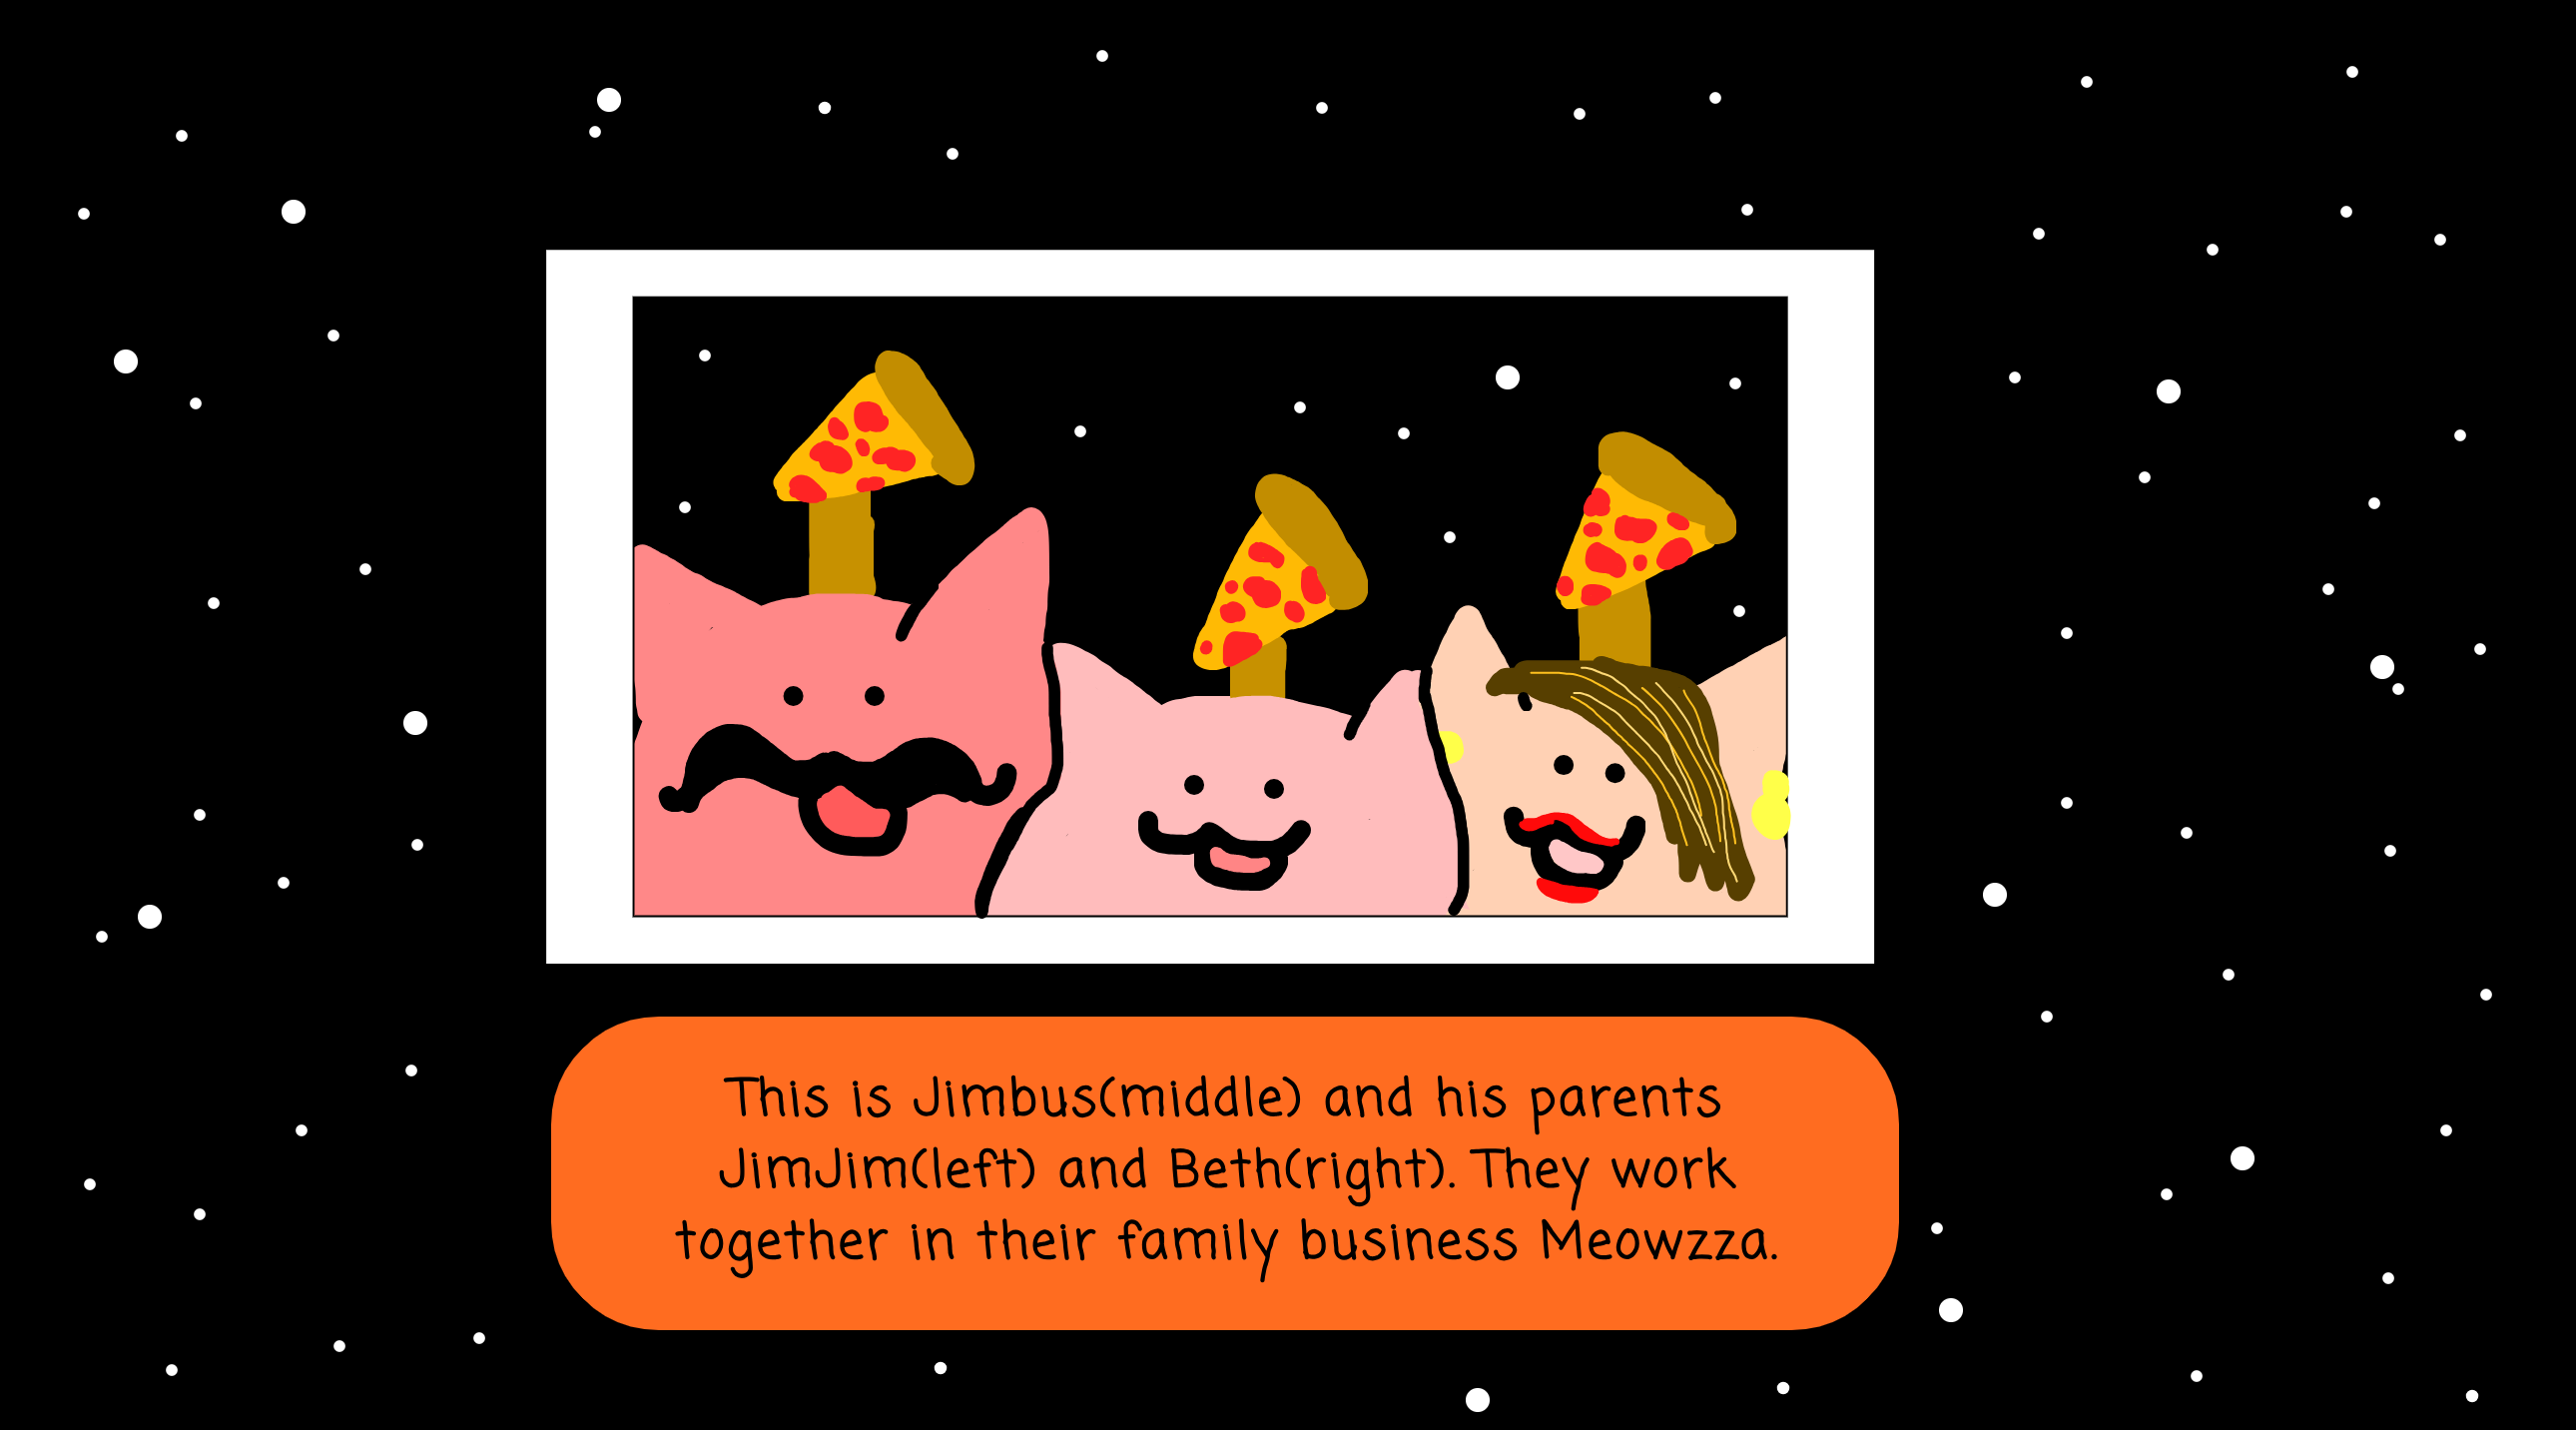 This is Jimbus(middle) and his parents
JimJim(left) and Beth(right). They work
together in their family business Meowzza.